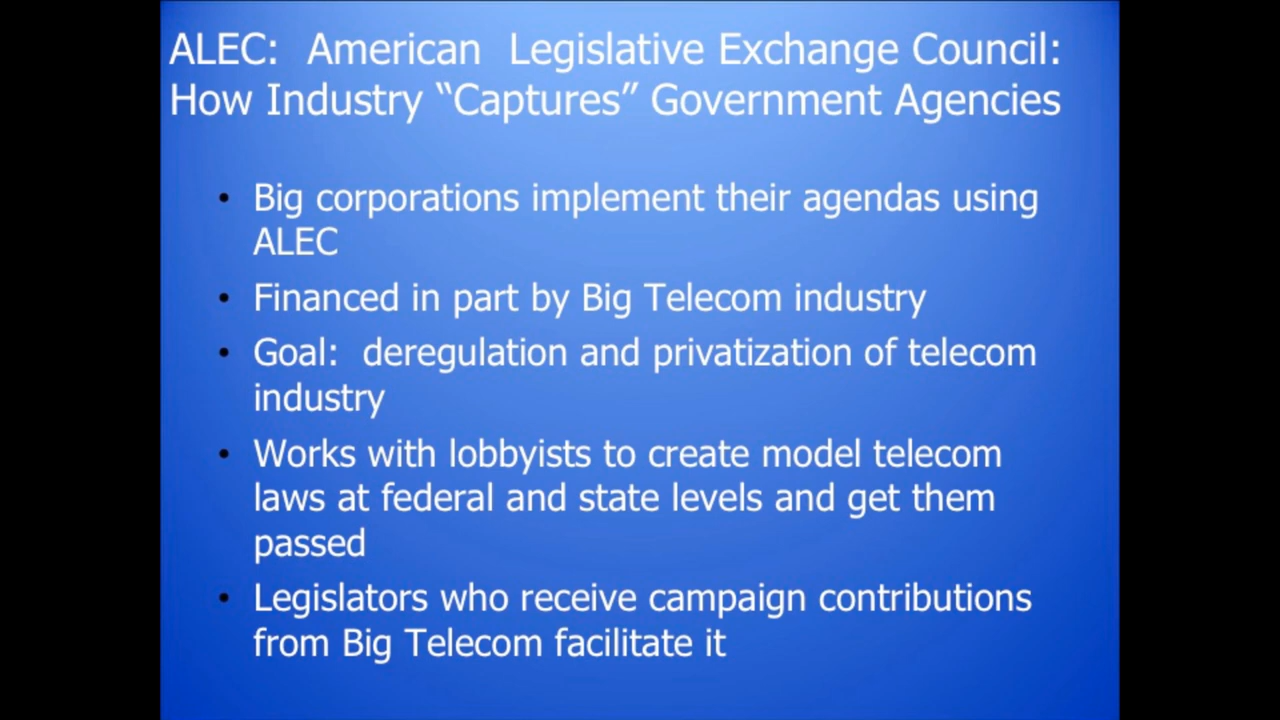 ALEC:  American  Legislative Exchange Council:
How Industry “Captures” Government Agencies
• Big corporations implement their agendas using
ALEC
• Financed in part by Big Telecom industry
• Goal:  deregulation and privatization of telecom
industry
• Works with lobbyists to create model telecom
laws at federal and state levels and get them
passed
• Legislators who receive campaign contributions
from Big Telecom facilitate it